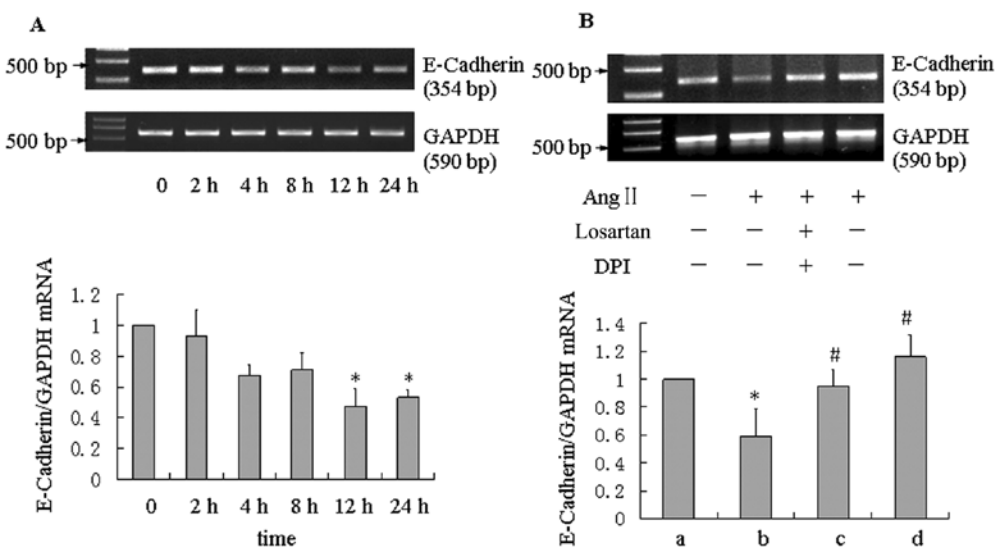 A
500 bp
E-Cadherin
(354 bp)
500 bp
GAPDH
(590 bp)
0 2 h 4 h 8 h 12 h 24 h
E-Cadherin/GAPDH mRNA
1.2
1
0.8
0.6
0.4
0.2
0
* *
0 2 h 4 h 8 h 12 h 24 h
time
B
500 bp
E-Cadherin
(354 bp)
500 bp
GAPDH
(590 bp)
Ang II − + + +
Losartan − − + −
DPI − − + −
E-Cadherin/GAPDH mRNA
1.4
1.2
1
0.8
0.6
0.4
0.2
0
* # #
a b c d